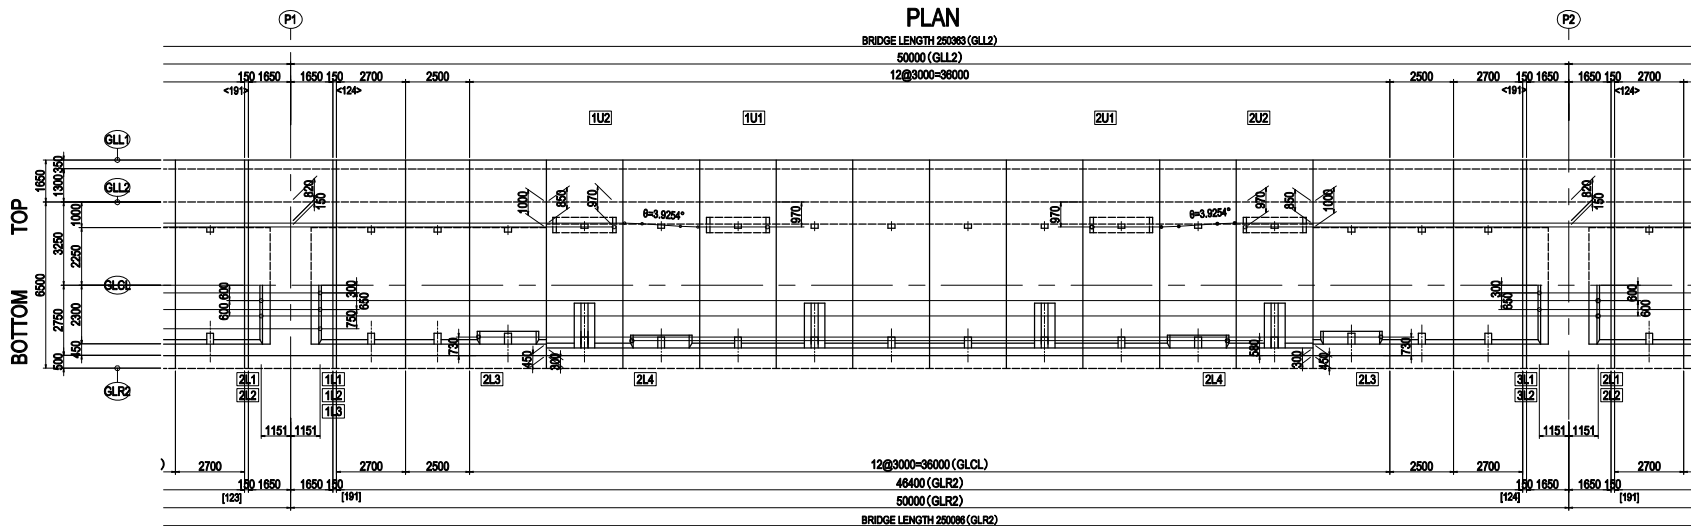 PLAN
P1
P2
BRIDGE LENGTH 250363 (GLL2)
50000 (GLL2)
150 1650 1650 150 2700 2500 12@3000=36000 2500 2700 150 1650 1650 150 2700
<191> <124> <191> <124>
1U2 1U1 2U1 2U2
GLL1
GLL2
GLCL
GLR2
TOP
BOTTOM
1650 6500
350 1300 3250 2750 500
1000 2250 2300 450
820 150
600 600
300 650 750
1000 850 970
θ=3.9254°
970
970
θ=3.9254°
970 850 1000
820 150
300 650
600 600
730 450 300
580 300 450 730
2L1 1L1 2L3 2L4 2L4 2L3 3L1 2L1
2L2 1L2 3L2 2L2
1L3
1151 1151 1151 1151
) 2700 2700 2500 12@3000=36000 (GLCL) 2500 2700 2700
150 1650 1650 150 46400 (GLR2) 150 1650 1650 150
[123] [191] [124] [191]
50000 (GLR2)
BRIDGE LENGTH 250086 (GLR2)